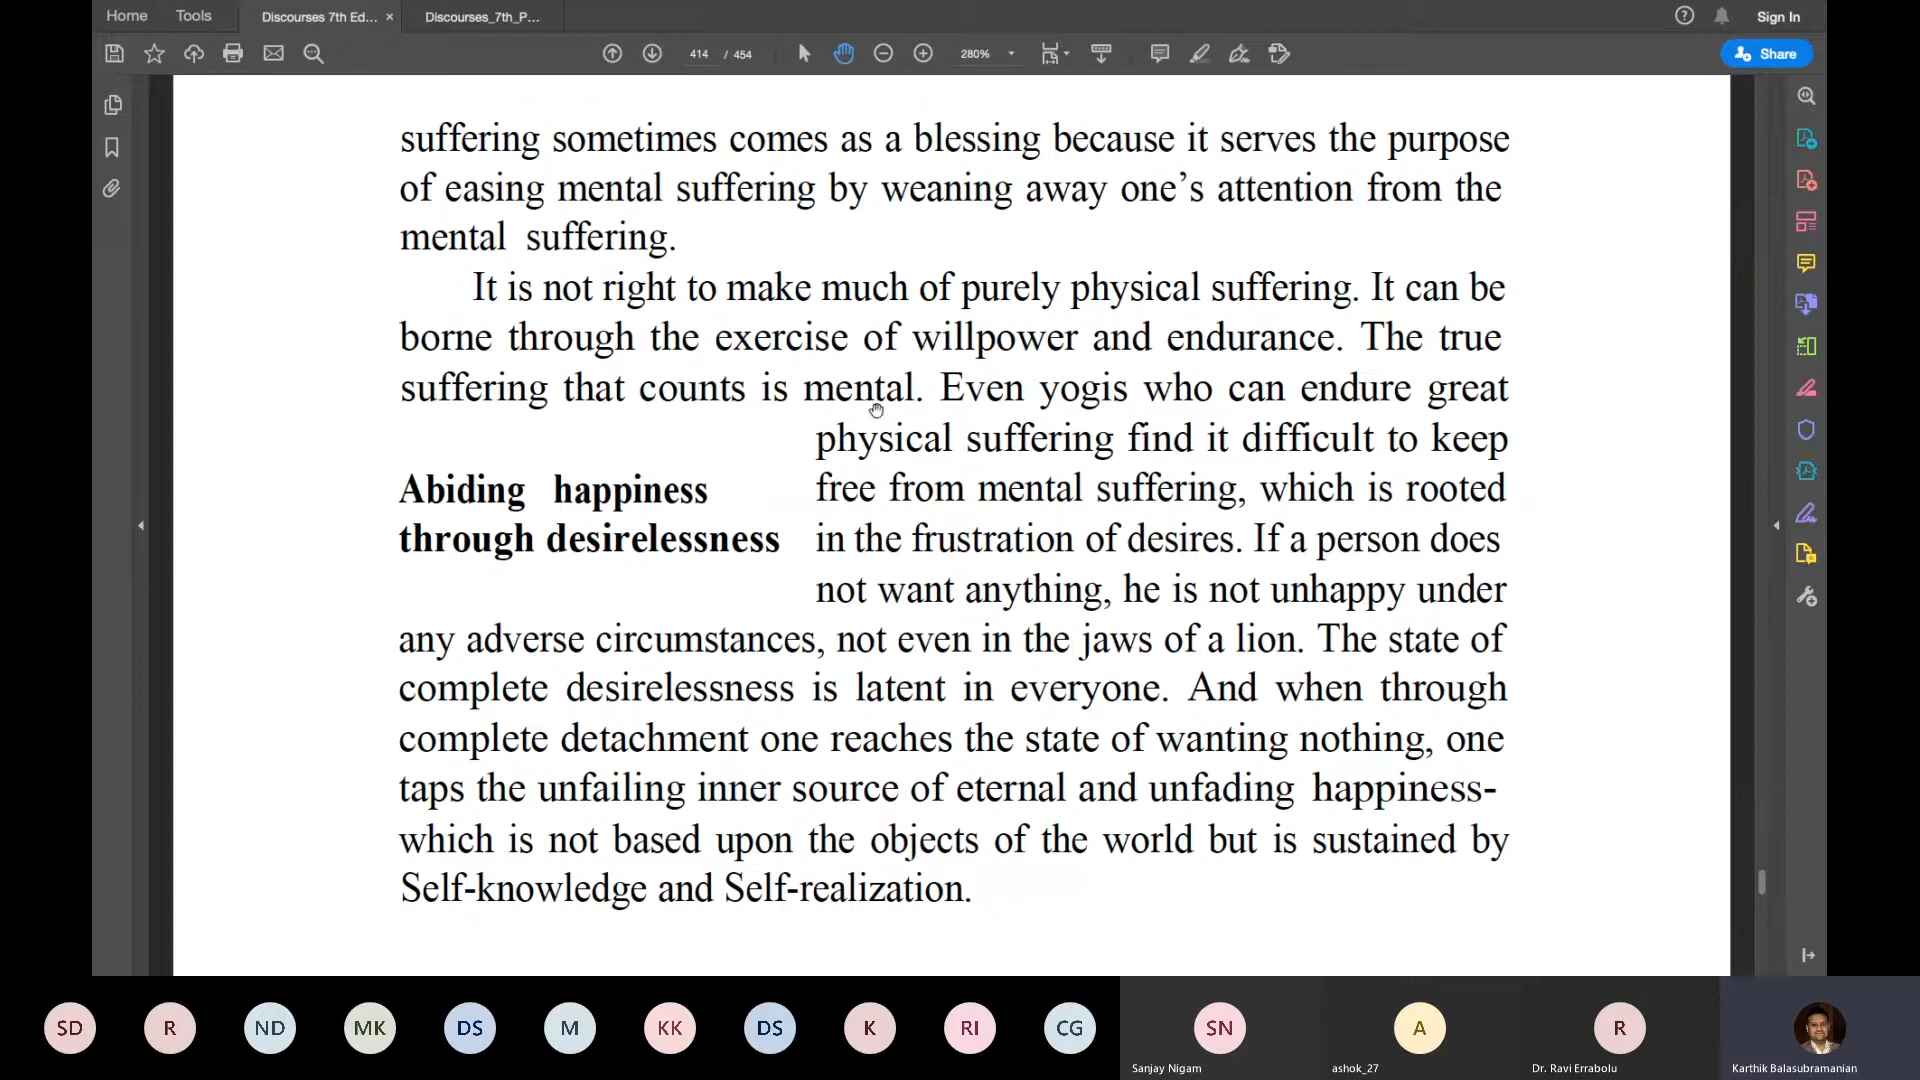 Home Tools Discourses 7th Ed... × Discourses_7th_P... Sign In
414 / 454 280% Share
suffering sometimes comes as a blessing because it serves the purpose
of easing mental suffering by weaning away one’s attention from the
mental suffering.
It is not right to make much of purely physical suffering. It can be
borne through the exercise of willpower and endurance. The true
suffering that counts is mental. Even yogis who can endure great
physical suffering find it difficult to keep
Abiding happiness
through desirelessness
free from mental suffering, which is rooted
in the frustration of desires. If a person does
not want anything, he is not unhappy under
any adverse circumstances, not even in the jaws of a lion. The state of
complete desirelessness is latent in everyone. And when through
complete detachment one reaches the state of wanting nothing, one
taps the unfailing inner source of eternal and unfading happiness-
which is not based upon the objects of the world but is sustained by
Self-knowledge and Self-realization.
SD R ND MK DS M KK DS K RI CG SN A R
Sanjay Nigam ashok_27 Dr. Ravi Errabolu Karthik Balasubramanian